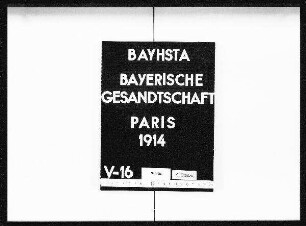 BAYHSTA
BAYERISCHE
GESANDTSCHAFT
PARIS
1914
V-16